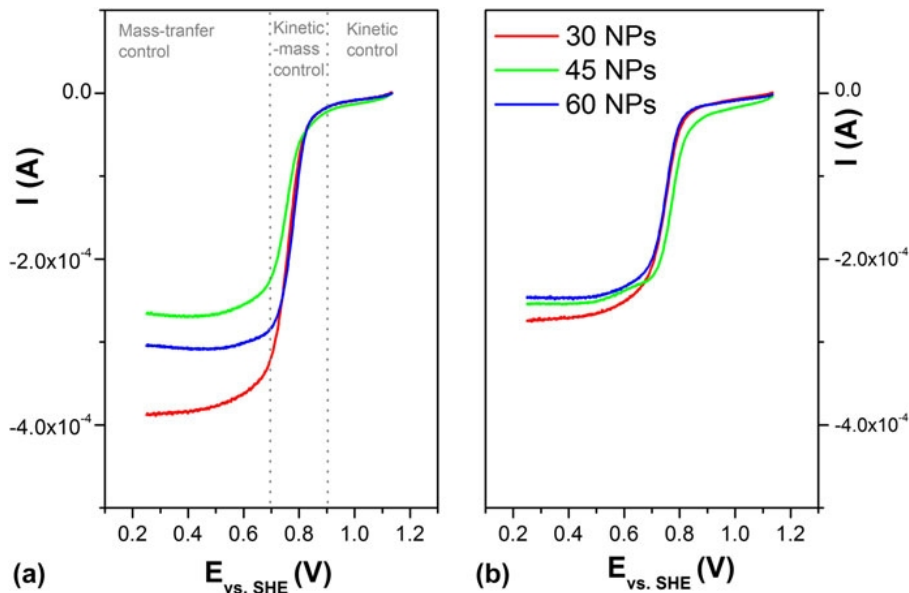 Mass-tranfer
control
Kinetic
-mass
control
Kinetic
control
30 NPs
45 NPs
60 NPs
0.0
-2.0x10⁻⁴
-4.0x10⁻⁴
I (A)
0.2 0.4 0.6 0.8 1.0 1.2
(a)
E vs. SHE (V)
0.0
-2.0x10⁻⁴
-4.0x10⁻⁴
I (A)
0.2 0.4 0.6 0.8 1.0 1.2
(b)
E vs. SHE (V)